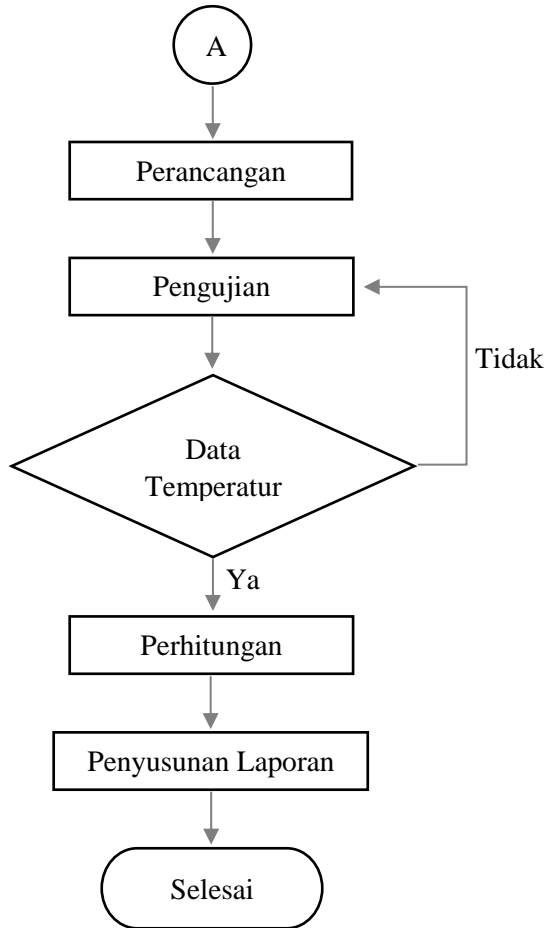 A
Perancangan
Pengujian
Tidak
Data
Temperatur
Ya
Perhitungan
Penyusunan Laporan
Selesai